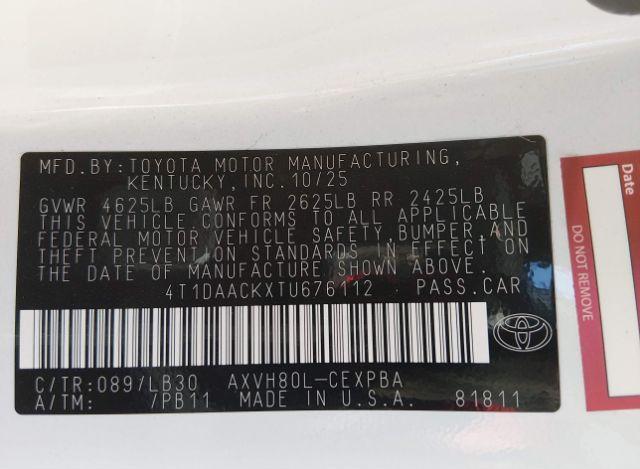 MFD.BY:TOYOTA MOTOR MANUFACTURING,
KENTUCKY, INC. 10/25
GVWR 4625LB GAWR FR 2625LB RR 2425LB
THIS VEHICLE CONFORMS TO ALL APPLICABLE
FEDERAL MOTOR VEHICLE SAFETY, BUMPER AND
THEFT PREVENTION STANDARDS IN EFFECT ON
THE DATE OF MANUFACTURE SHOWN ABOVE.
4T1DAACKXTU676112 PASS.CAR
C/TR:089/LB30 AXVH80L-CEXPBA
A/TM: 7PB11 MADE IN U.S.A. 81811
DO NOT REMOVE